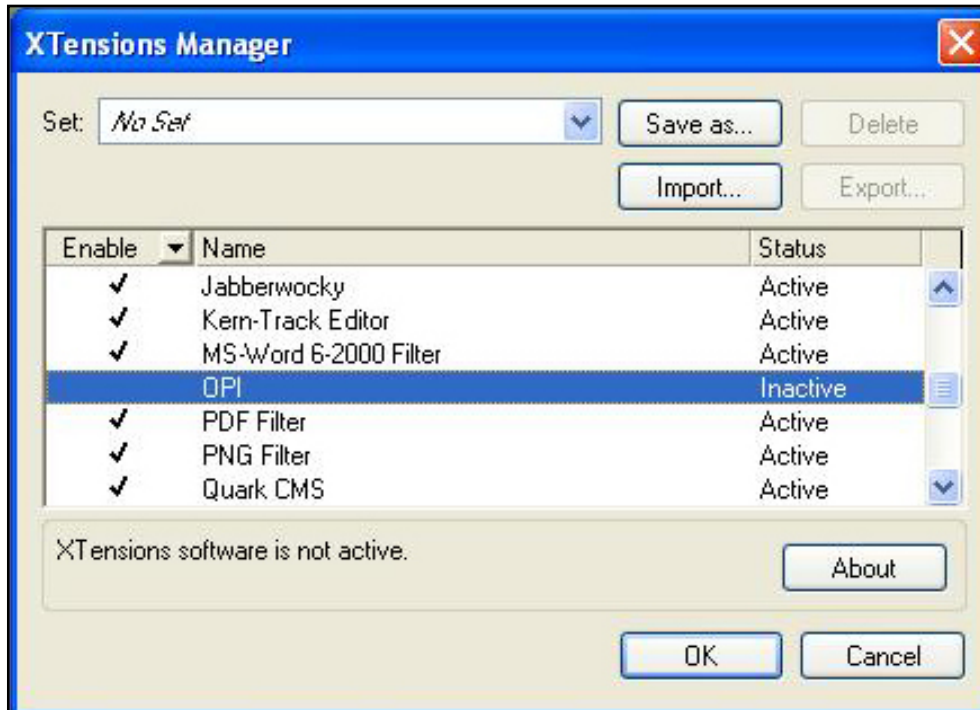 XTensions Manager
Set: No Set Save as... Delete
Import... Export...
Enable Name Status
Jabberwocky Active
Kern-Track Editor Active
MS-Word 6-2000 Filter Active
OPI Inactive
PDF Filter Active
PNG Filter Active
Quark CMS Active
XTensions software is not active.
About
OK Cancel